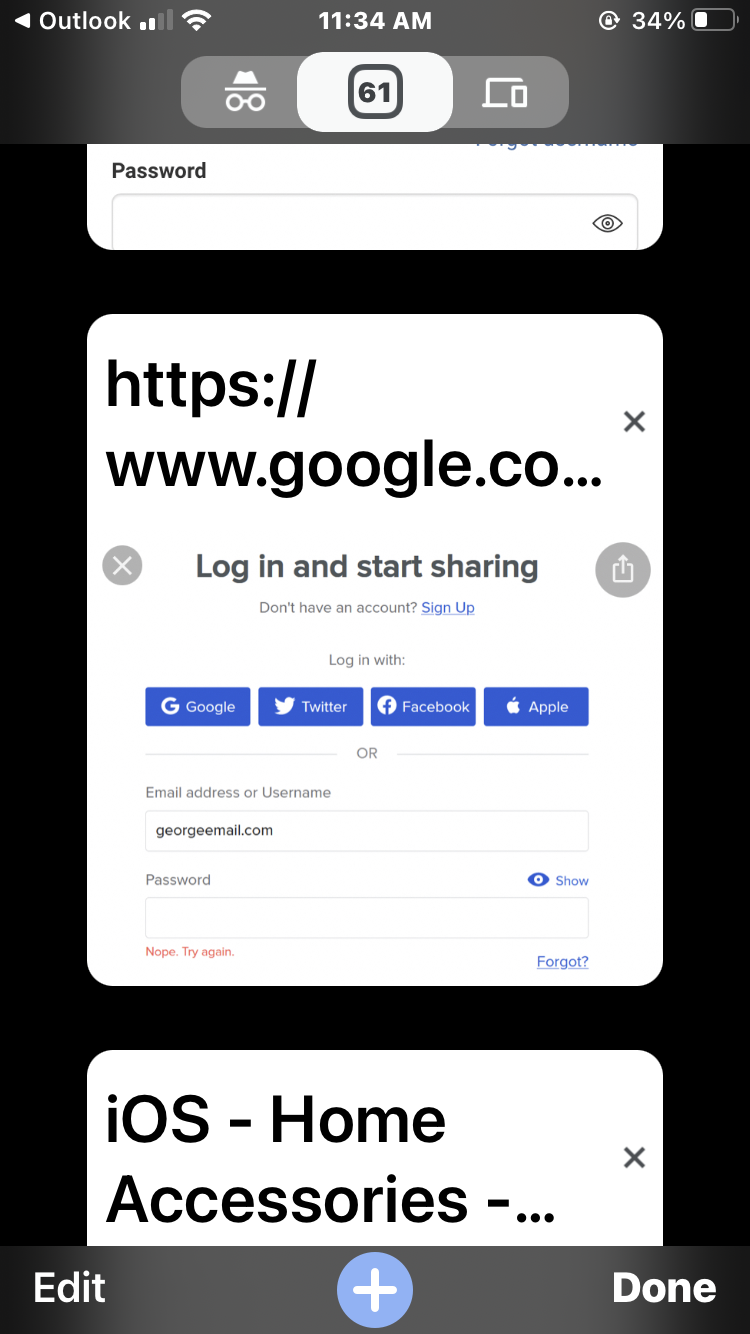 Outlook
11:34 AM
34%
61
Forgot username
Password
https://
www.google.co...
Log in and start sharing
Don't have an account? Sign Up
Log in with:
Google Twitter Facebook Apple
OR
Email address or Username
georgeemail.com
Password Show
Nope. Try again.
Forgot?
iOS - Home
Accessories -...
Edit Done